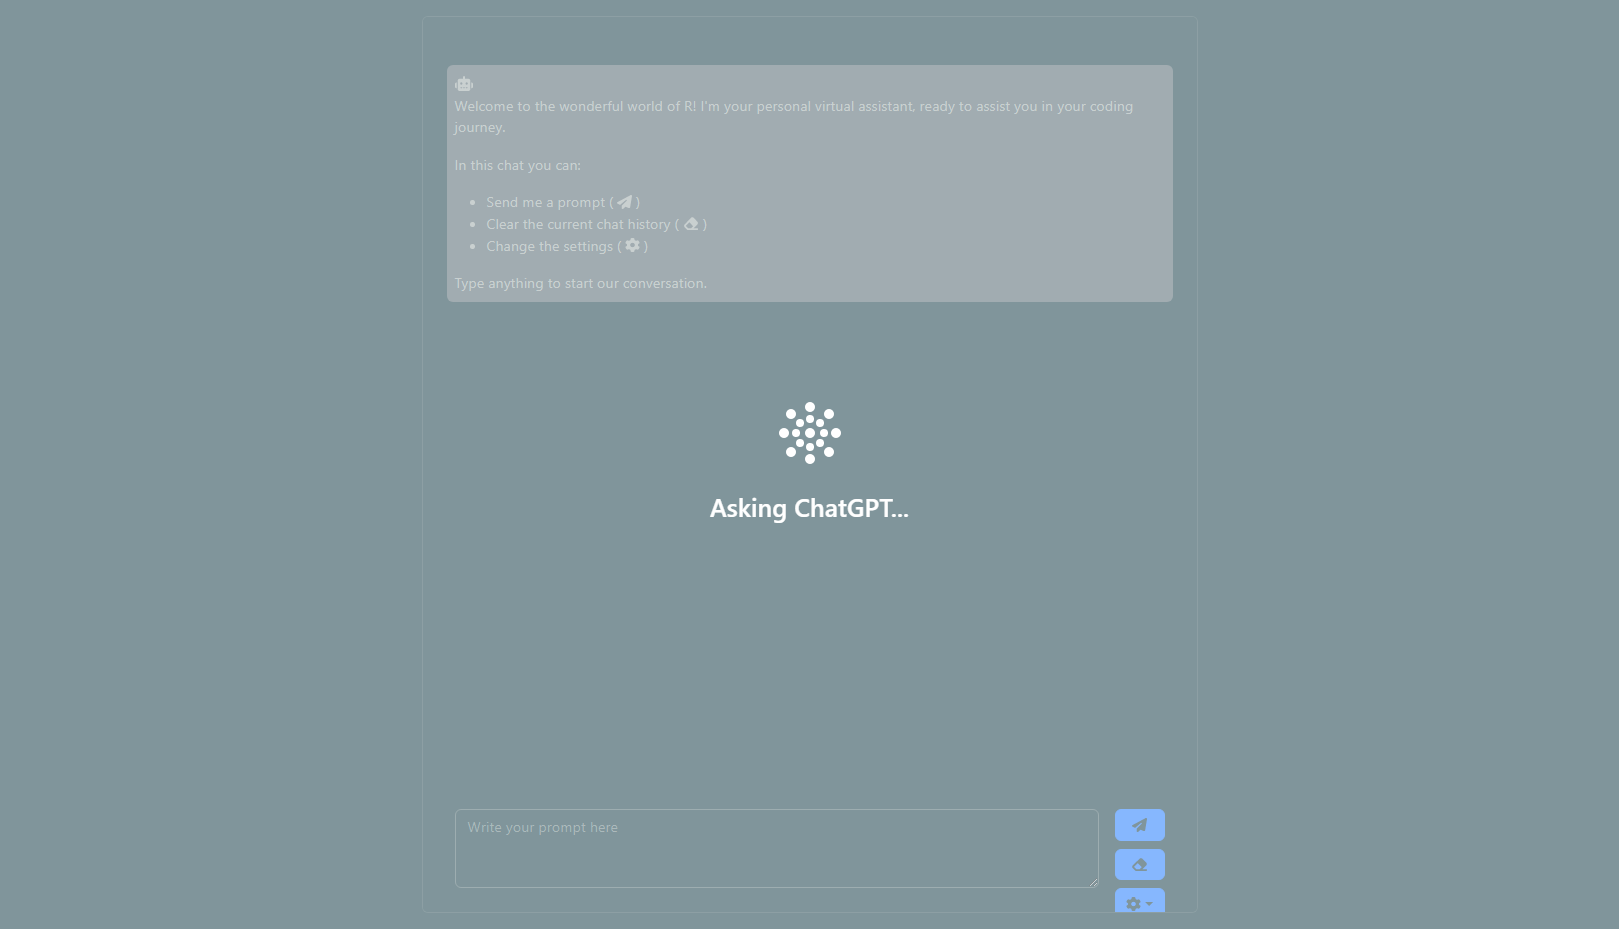 Welcome to the wonderful world of R! I'm your personal virtual assistant, ready to assist you in your coding
journey.
In this chat you can:
Send me a prompt ( )
Clear the current chat history ( )
Change the settings ( )
Type anything to start our conversation.
Asking ChatGPT...
Write your prompt here